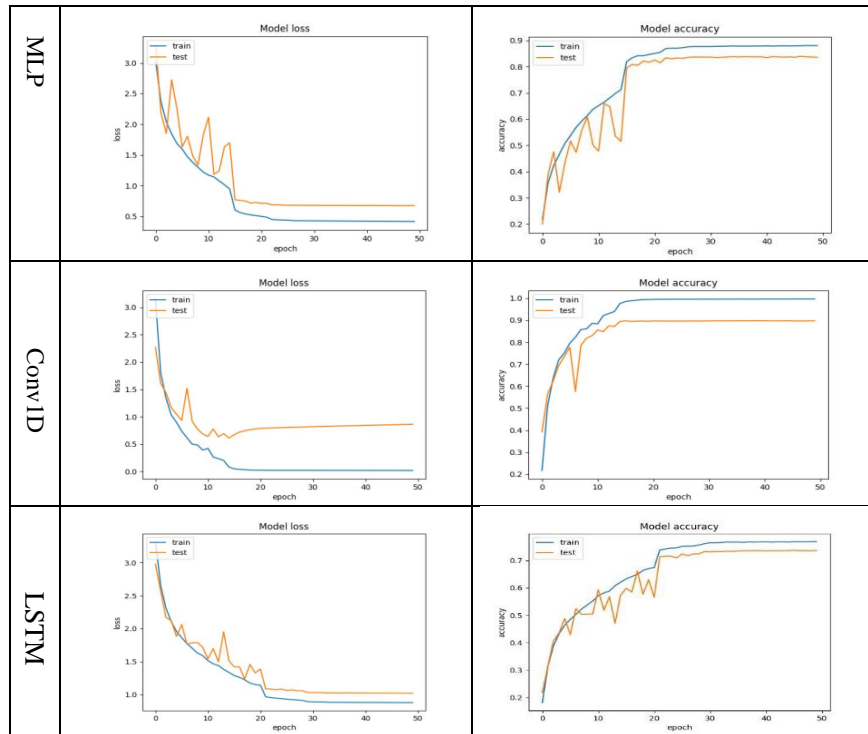 MLP
Model loss
train
test
3.0
2.5
2.0
1.5
1.0
0.5
loss
0 10 20 30 40 50
epoch
Model accuracy
train
test
0.9
0.8
0.7
0.6
0.5
0.4
0.3
0.2
accuracy
0 10 20 30 40 50
epoch
Conv1D
Model loss
train
test
3.0
2.5
2.0
1.5
1.0
0.5
0.0
loss
0 10 20 30 40 50
epoch
Model accuracy
train
test
1.0
0.9
0.8
0.7
0.6
0.5
0.4
0.3
0.2
accuracy
0 10 20 30 40 50
epoch
LSTM
Model loss
train
test
3.0
2.5
2.0
1.5
1.0
loss
0 10 20 30 40 50
epoch
Model accuracy
train
test
0.7
0.6
0.5
0.4
0.3
0.2
accuracy
0 10 20 30 40 50
epoch